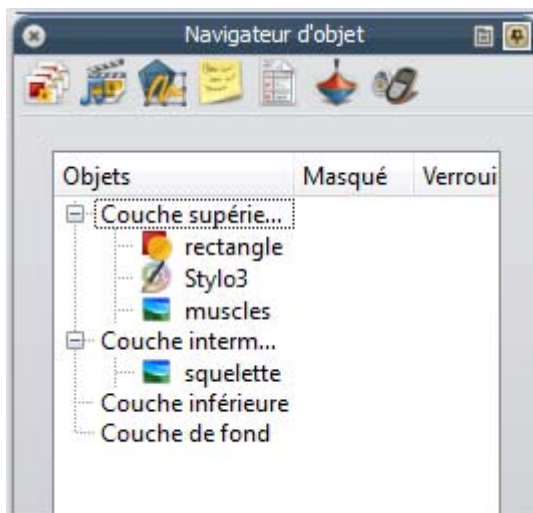 Navigateur d'objet
Objets Masqué Verroui
Couche supérie...
rectangle
Stylo3
muscles
Couche interm...
squelette
Couche inférieure
Couche de fond